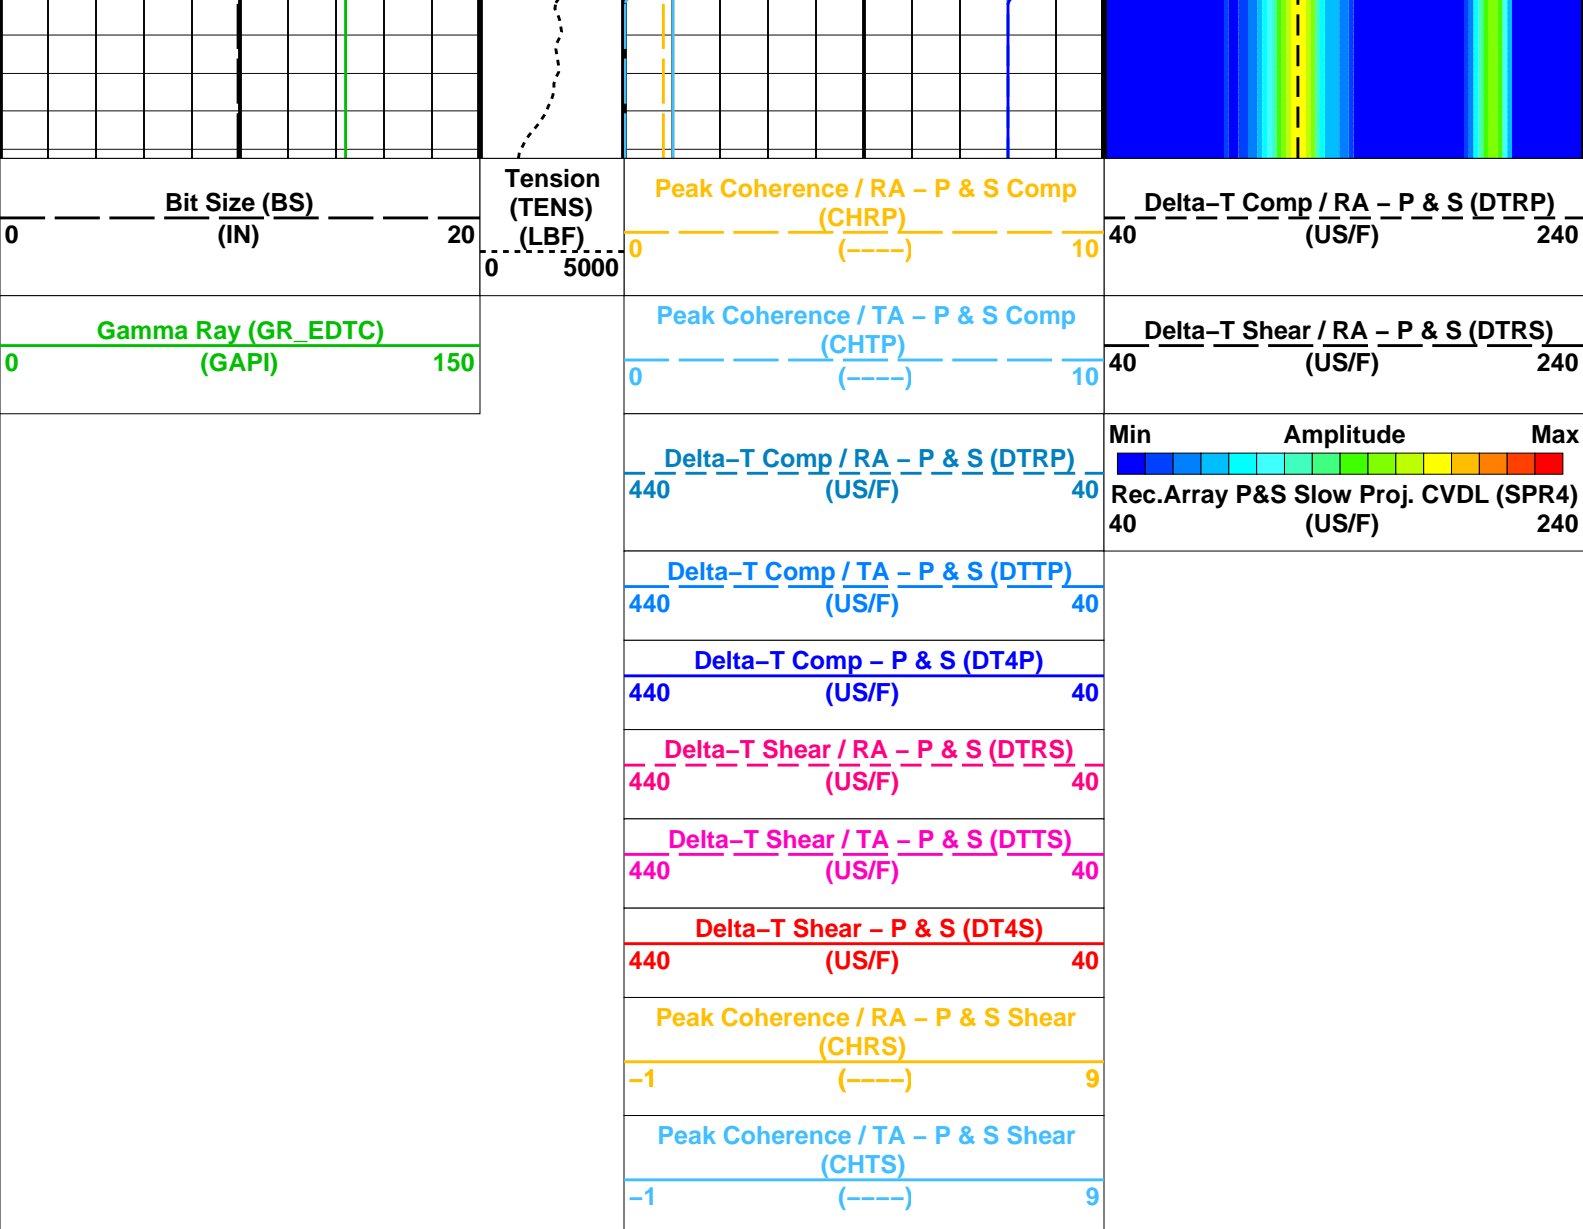 Bit Size (BS)
0 (IN) 20
Gamma Ray (GR_EDTC)
0 (GAPI) 150
Tension
(TENS)
(LBF)
0 5000
Peak Coherence / RA – P & S Comp
(CHRP)
0 (––––) 10
Peak Coherence / TA – P & S Comp
(CHTP)
0 (––––) 10
Delta–T Comp / RA – P & S (DTRP)
440 (US/F) 40
Delta–T Comp / TA – P & S (DTTP)
440 (US/F) 40
Delta–T Comp – P & S (DT4P)
440 (US/F) 40
Delta–T Shear / RA – P & S (DTRS)
440 (US/F) 40
Delta–T Shear / TA – P & S (DTTS)
440 (US/F) 40
Delta–T Shear – P & S (DT4S)
440 (US/F) 40
Peak Coherence / RA – P & S Shear
(CHRS)
–1 (––––) 9
Peak Coherence / TA – P & S Shear
(CHTS)
–1 (––––) 9
Delta–T Comp / RA – P & S (DTRP)
40 (US/F) 240
Delta–T Shear / RA – P & S (DTRS)
40 (US/F) 240
Min Amplitude Max
Rec.Array P&S Slow Proj. CVDL (SPR4)
40 (US/F) 240